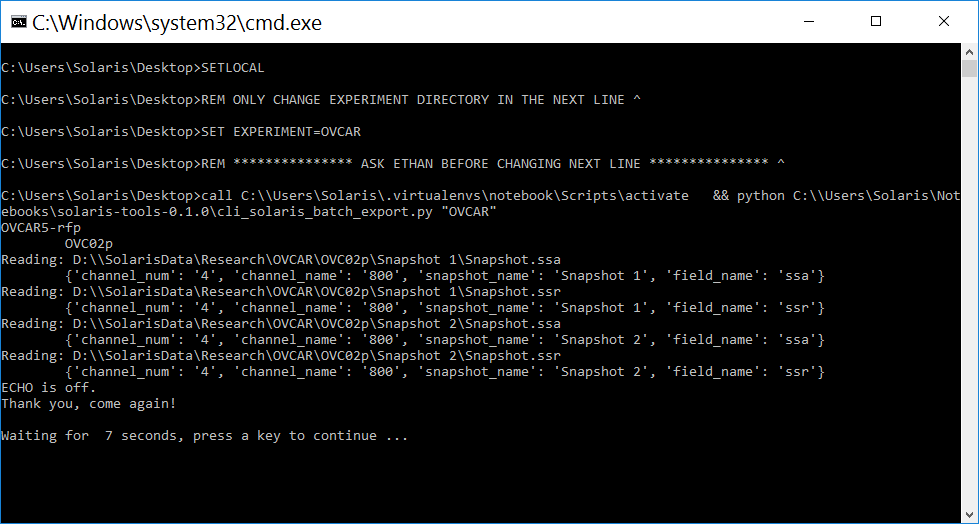 C:\Windows\system32\cmd.exe
C:\Users\Solaris\Desktop>SETLOCAL
C:\Users\Solaris\Desktop>REM ONLY CHANGE EXPERIMENT DIRECTORY IN THE NEXT LINE ^
C:\Users\Solaris\Desktop>SET EXPERIMENT=OVCAR
C:\Users\Solaris\Desktop>REM *************** ASK ETHAN BEFORE CHANGING NEXT LINE *************** ^
C:\Users\Solaris\Desktop>call C:\\Users\Solaris\.virtualenvs\notebook\Scripts\activate   && python C:\\Users\Solaris\Not
ebooks\solaris-tools-0.1.0\cli_solaris_batch_export.py "OVCAR"
OVCAR5-rfp
        OVC02p
Reading: D:\\SolarisData\Research\OVCAR\OVC02p\Snapshot 1\Snapshot.ssa
        {'channel_num': '4', 'channel_name': '800', 'snapshot_name': 'Snapshot 1', 'field_name': 'ssa'}
Reading: D:\\SolarisData\Research\OVCAR\OVC02p\Snapshot 1\Snapshot.ssr
        {'channel_num': '4', 'channel_name': '800', 'snapshot_name': 'Snapshot 1', 'field_name': 'ssr'}
Reading: D:\\SolarisData\Research\OVCAR\OVC02p\Snapshot 2\Snapshot.ssa
        {'channel_num': '4', 'channel_name': '800', 'snapshot_name': 'Snapshot 2', 'field_name': 'ssa'}
Reading: D:\\SolarisData\Research\OVCAR\OVC02p\Snapshot 2\Snapshot.ssr
        {'channel_num': '4', 'channel_name': '800', 'snapshot_name': 'Snapshot 2', 'field_name': 'ssr'}
ECHO is off.
Thank you, come again!
Waiting for  7 seconds, press a key to continue ...